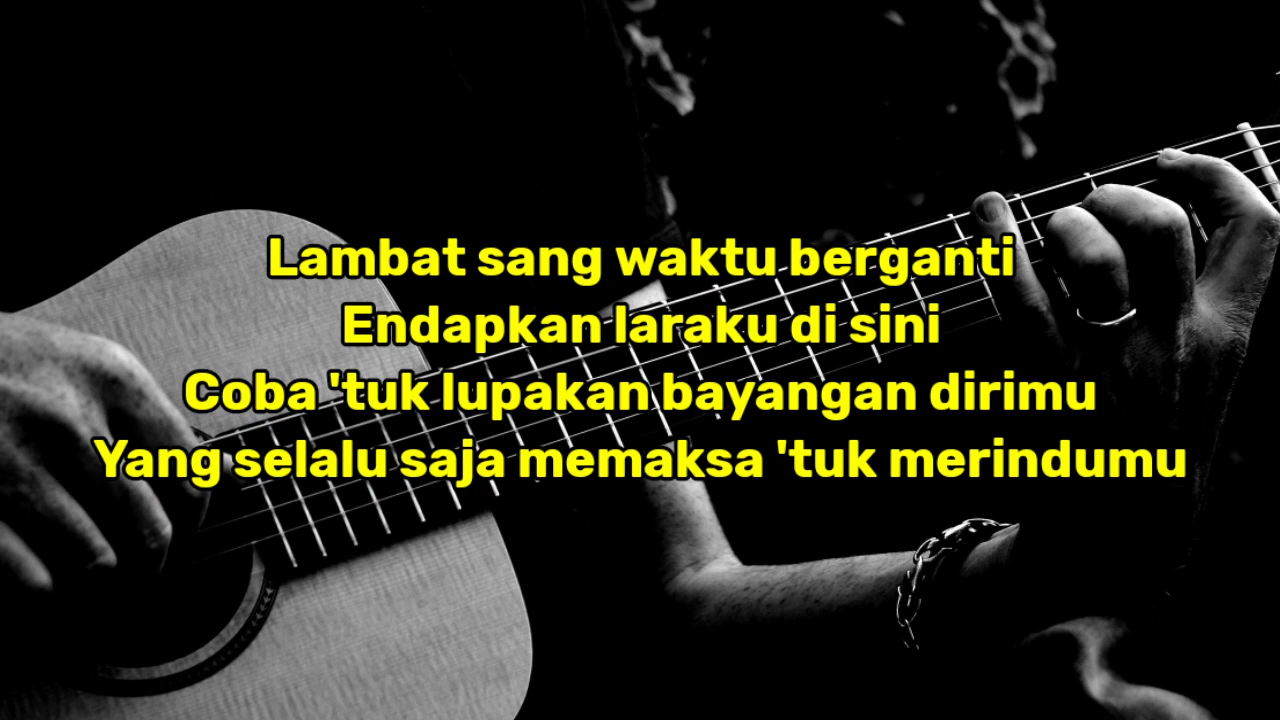 Lambat sang waktu berganti
Endapkan laraku di sini
Coba 'tuk lupakan bayangan dirimu
Yang selalu saja memaksa 'tuk merindumu